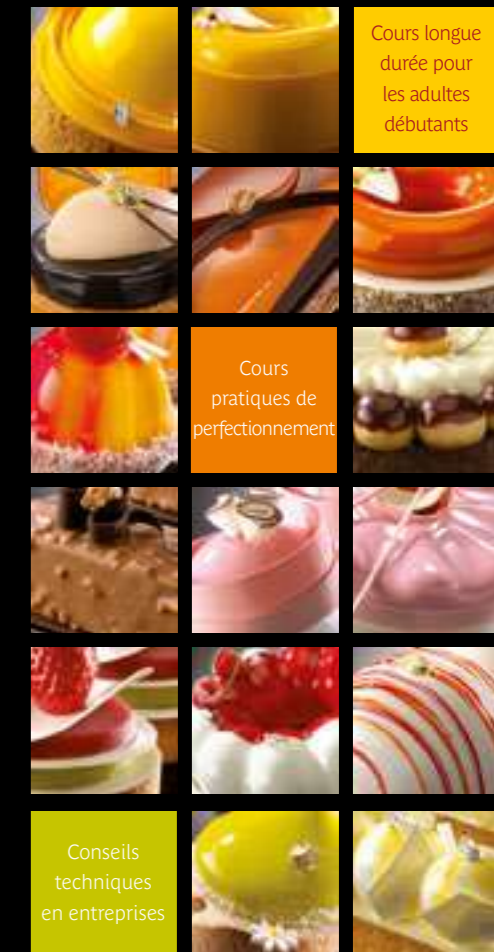 Cours longue
durée pour
les adultes
débutants
Cours
pratiques de
perfectionnement
Conseils
techniques
en entreprises